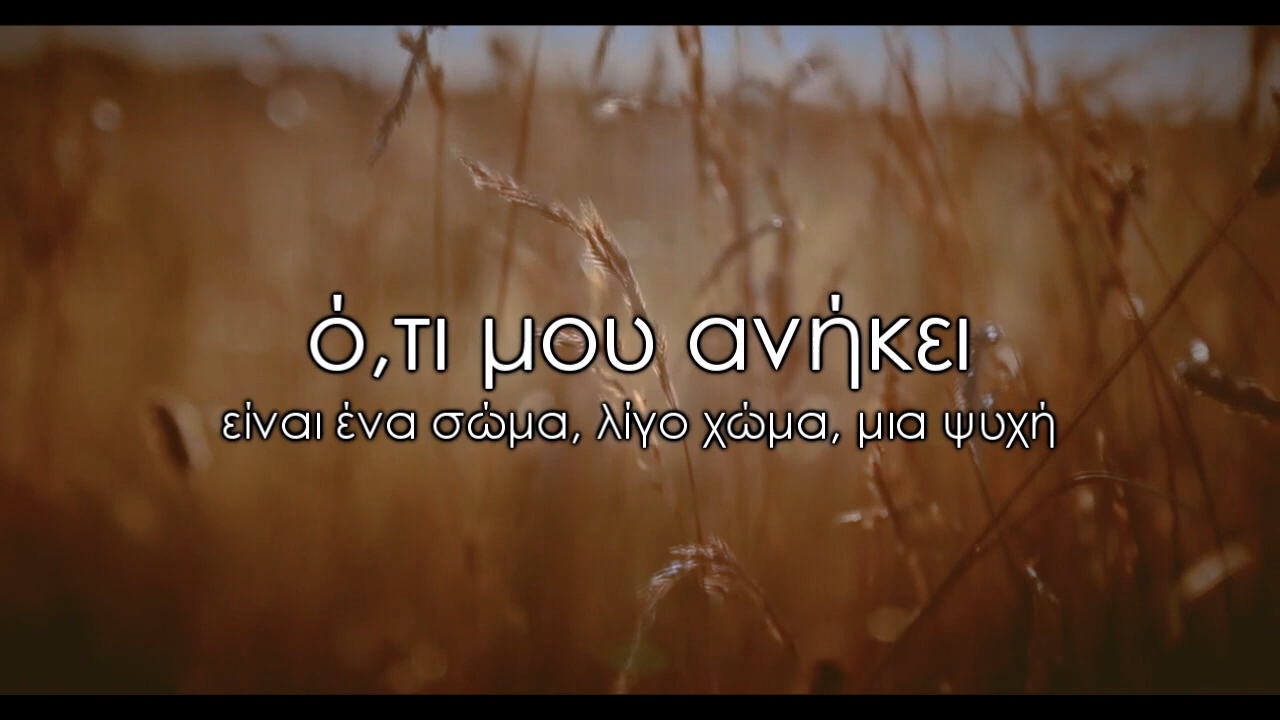 ό,τι μου ανήκει
είναι ένα σώμα, λίγο χώμα, μια ψυχή